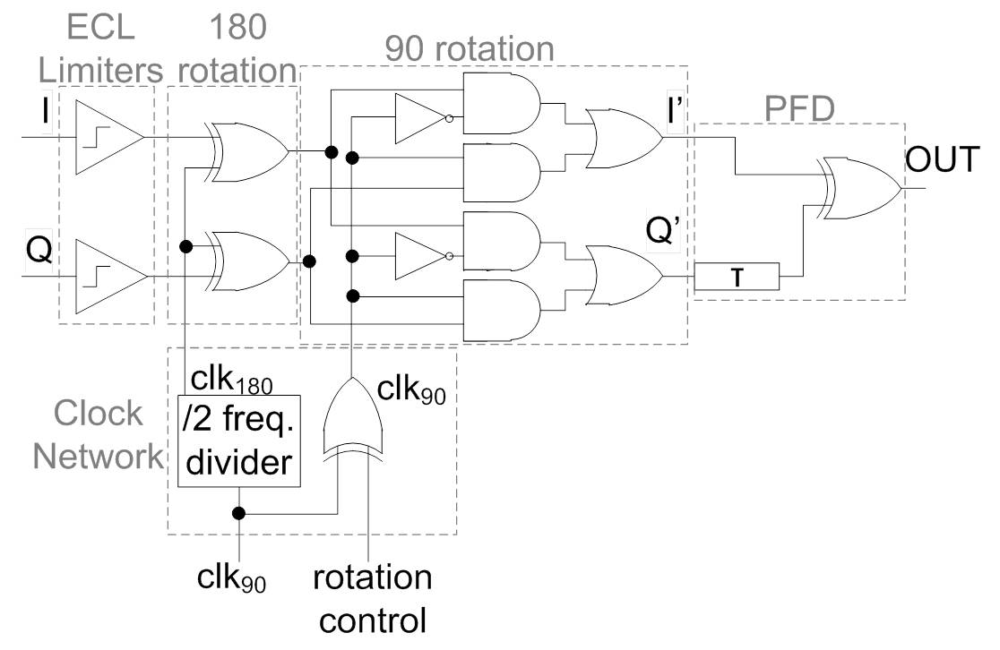 ECL
Limiters
180
rotation
90 rotation
I
I’
PFD
OUT
Q
Q’
T
clk180
clk90
Clock
Network
/2 freq.
divider
clk90
rotation
control